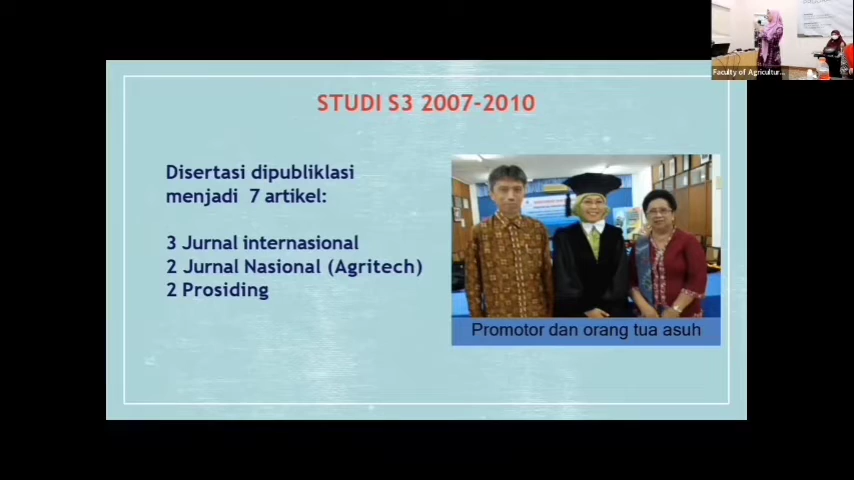 STUDI S3 2007-2010
Disertasi dipubliklasi
menjadi 7 artikel:
3 Jurnal internasional
2 Jurnal Nasional (Agritech)
2 Prosiding
Promotor dan orang tua asuh
Faculty of Agricultur...